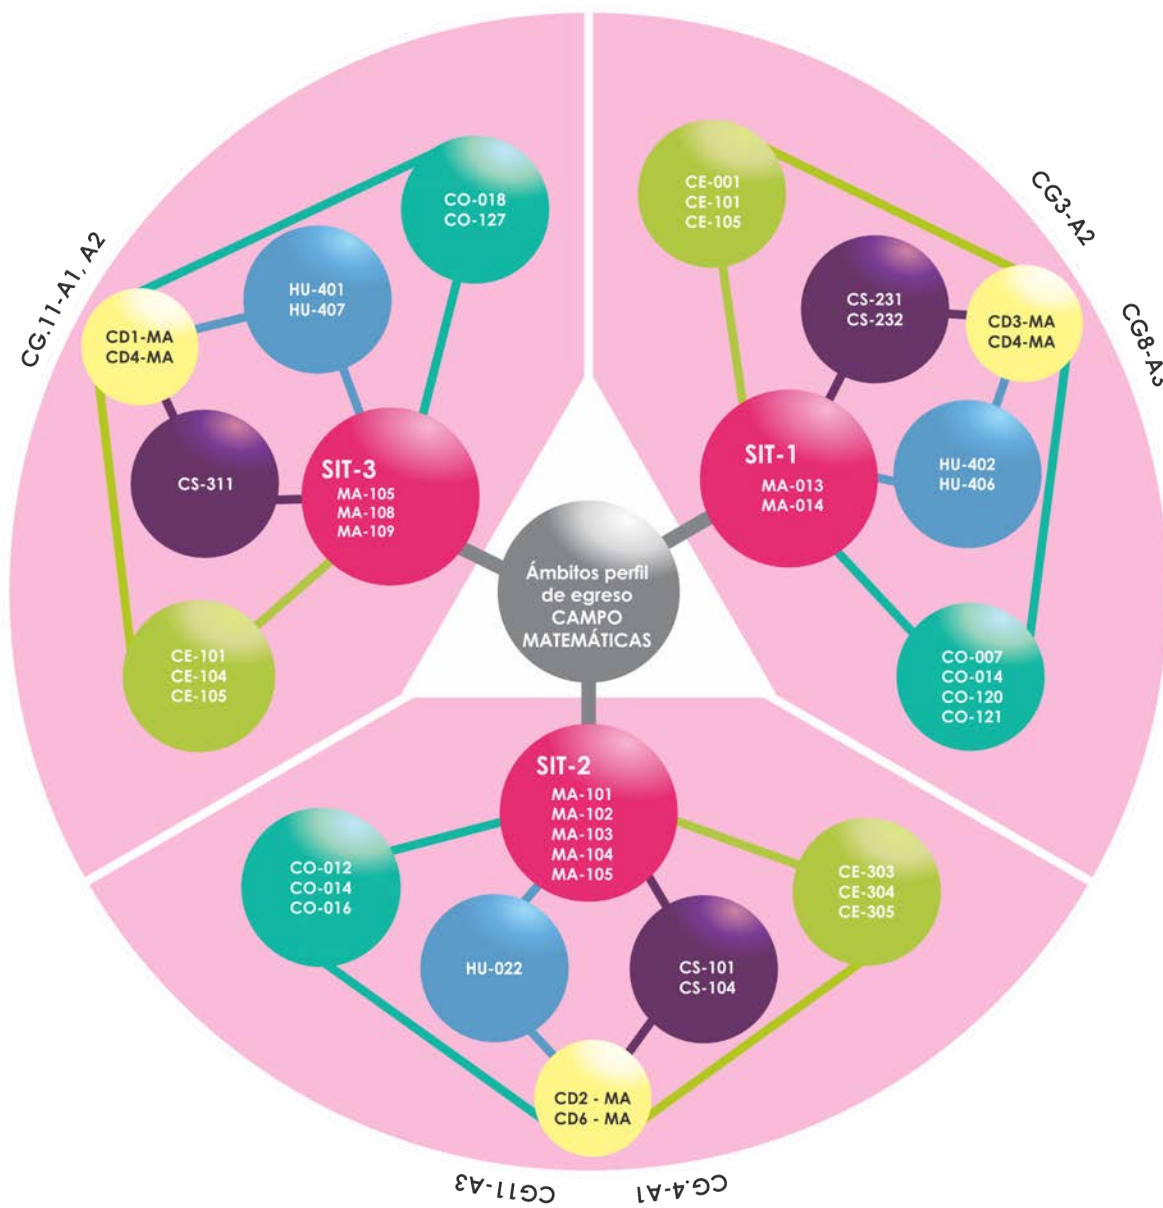 CG.11-A1, A2
CO-018
CO-127
HU-401
HU-407
CD1-MA
CD4-MA
CS-311
SIT-3
MA-105
MA-108
MA-109
CE-101
CE-104
CE-105
CG3-A2
CG8-A3
CE-001
CE-101
CE-105
CS-231
CS-232
CD3-MA
CD4-MA
SIT-1
MA-013
MA-014
HU-402
HU-406
CO-007
CO-014
CO-120
CO-121
Ámbitos perfil
de egreso
CAMPO
MATEMÁTICAS
SIT-2
MA-101
MA-102
MA-103
MA-104
MA-105
CO-012
CO-014
CO-016
HU-022
CS-101
CS-104
CE-303
CE-304
CE-305
CD2 - MA
CD6 - MA
CG11-A3
CG.4-A1